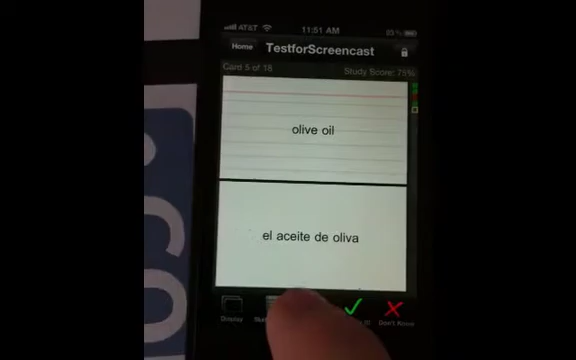 AT&T 11:51 AM
Home TestforScreencast
Card 5 of 18 Study Score: 75%
olive oil
el aceite de oliva
Display Don't Know